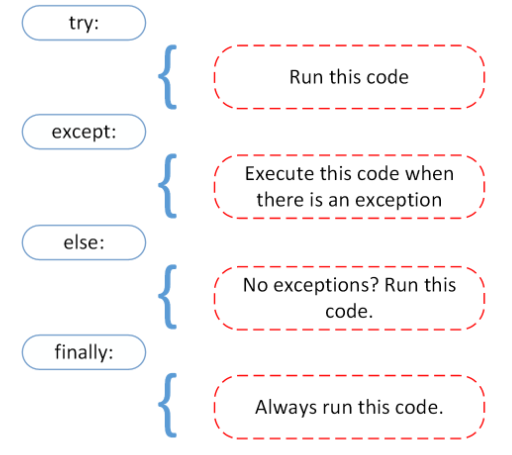 try:
Run this code
except:
Execute this code when
there is an exception
else:
No exceptions? Run this
code.
finally:
Always run this code.